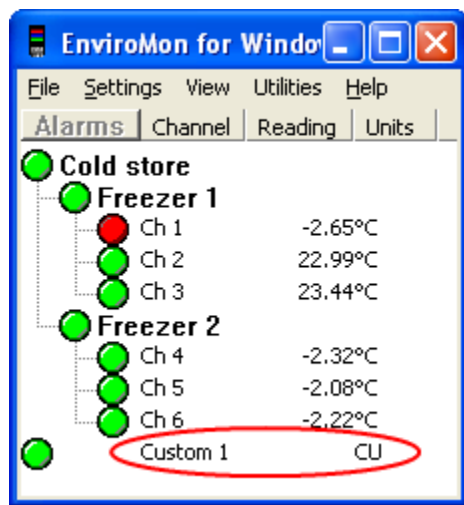 EnviroMon for Window
File Settings View Utilities Help
Alarms Channel Reading Units
Cold store
Freezer 1
Ch 1 -2.65°C
Ch 2 22.99°C
Ch 3 23.44°C
Freezer 2
Ch 4 -2.32°C
Ch 5 -2.08°C
Ch 6 -2.22°C
Custom 1 CU